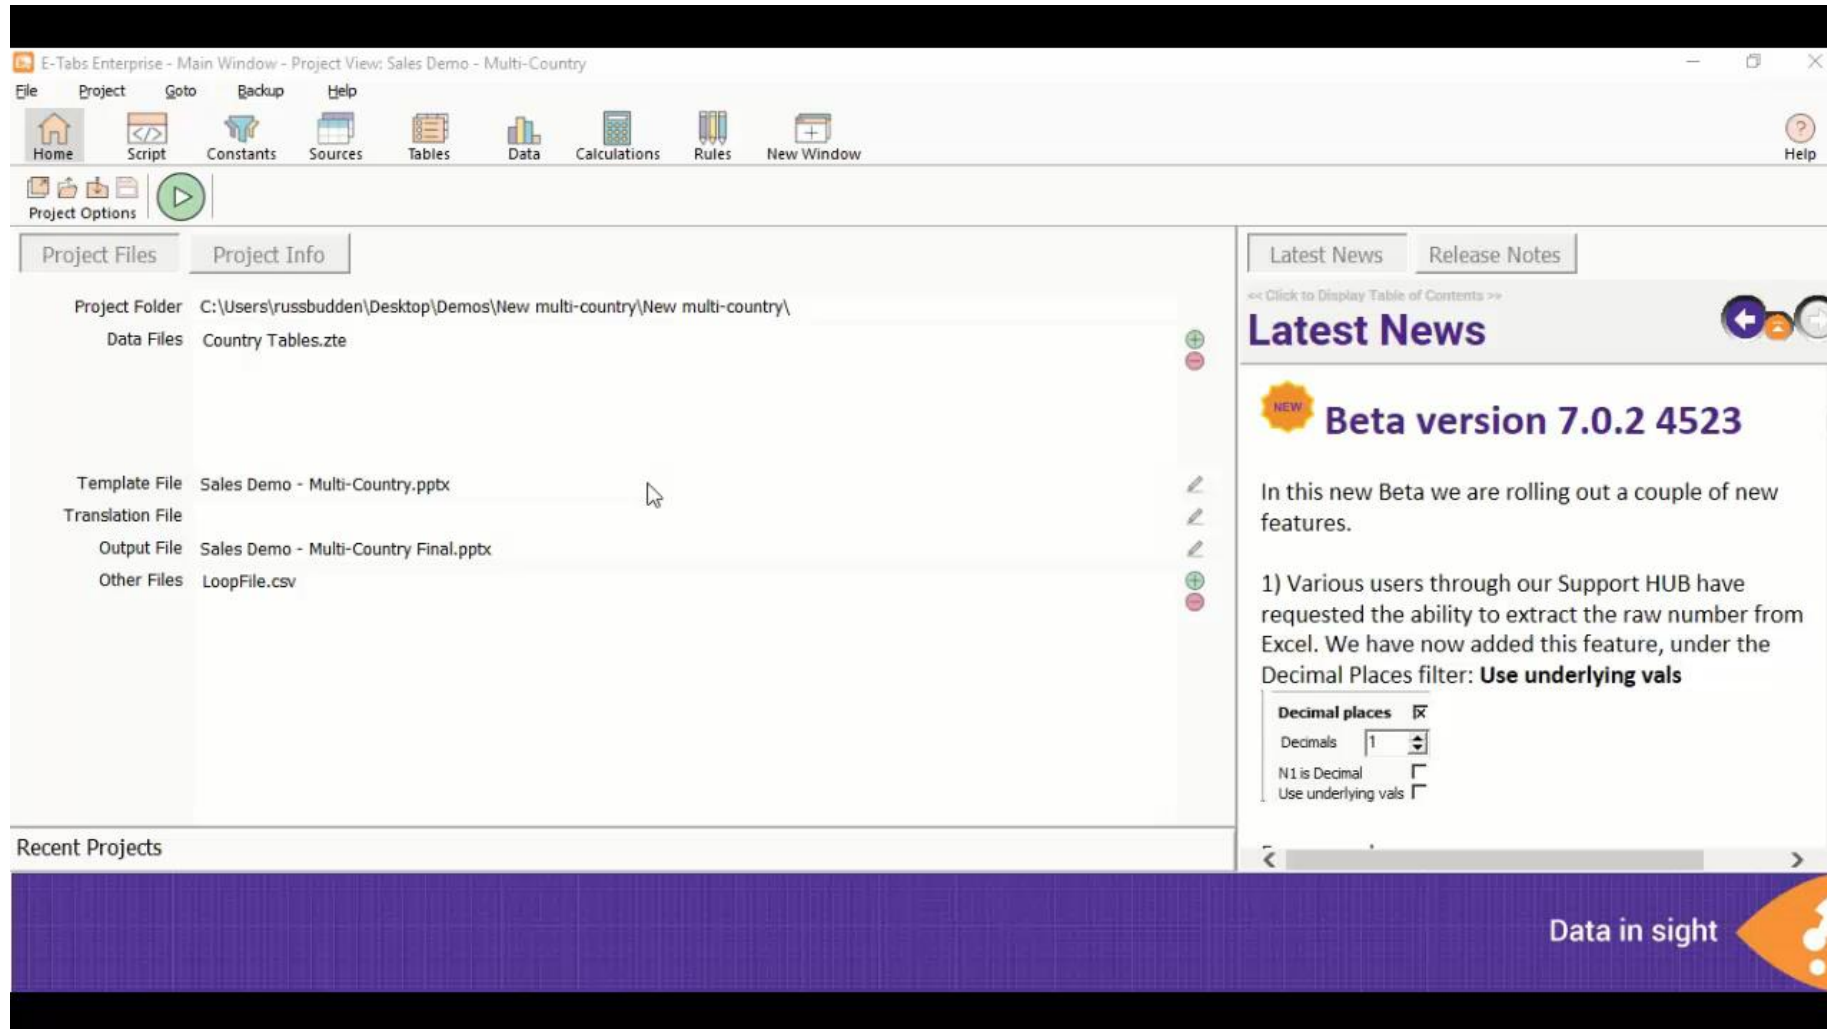 E-Tabs Enterprise - Main Window - Project View: Sales Demo - Multi-Country
File Project Goto Backup Help
Home Script Constants Sources Tables Data Calculations Rules New Window Help
Project Options
Project Files Project Info
Project Folder C:\Users\russbudden\Desktop\Demos\New multi-country\New multi-country\
Data Files Country Tables.zte
Template File Sales Demo - Multi-Country.pptx
Translation File
Output File Sales Demo - Multi-Country Final.pptx
Other Files LoopFile.csv
Recent Projects
Latest News Release Notes
<< Click to Display Table of Contents >>
Latest News
NEW
Beta version 7.0.2 4523
In this new Beta we are rolling out a couple of new
features.
1) Various users through our Support HUB have
requested the ability to extract the raw number from
Excel. We have now added this feature, under the
Decimal Places filter: Use underlying vals
Decimal places
Decimals 1
N1 is Decimal
Use underlying vals
Data in sight